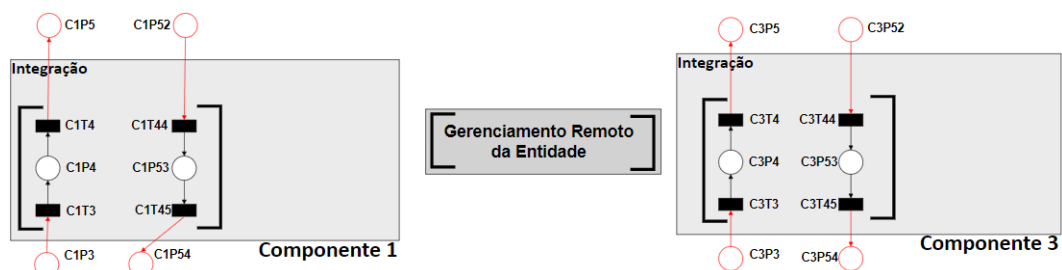 C1P5
C1P52
Integração
C1T4
C1T44
C1P4
C1P53
C1T3
C1T45
C1P3
C1P54
Componente 1
Gerenciamento Remoto
da Entidade
C3P5
C3P52
Integração
C3T4
C3T44
C3P4
C3P53
C3T3
C3T45
C3P3
C3P54
Componente 3